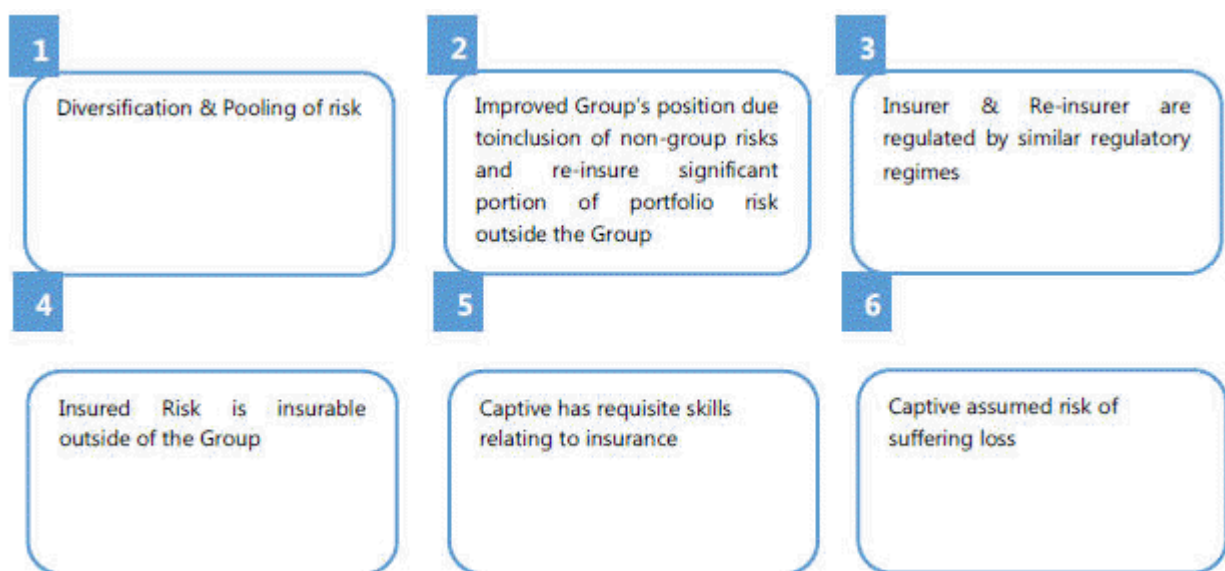 1
Diversification & Pooling of risk
2
Improved Group's position due
toinclusion of non-group risks
and re-insure significant
portion of portfolio risk
outside the Group
3
Insurer & Re-insurer are
regulated by similar regulatory
regimes
4
Insured Risk is insurable
outside of the Group
5
Captive has requisite skills
relating to insurance
6
Captive assumed risk of
suffering loss